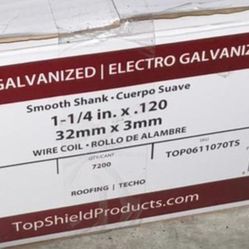 GALVANIZED | ELECTRO GALVANIZ
Smooth Shank • Cuerpo Suave
1-1/4 in. x .120
32mm x 3mm
WIRE COIL • ROLLO DE ALAMBRE
QTY/CANT
7200
SKU
TOP0611070TS
ROOFING | TECHO
TopShieldProducts.com